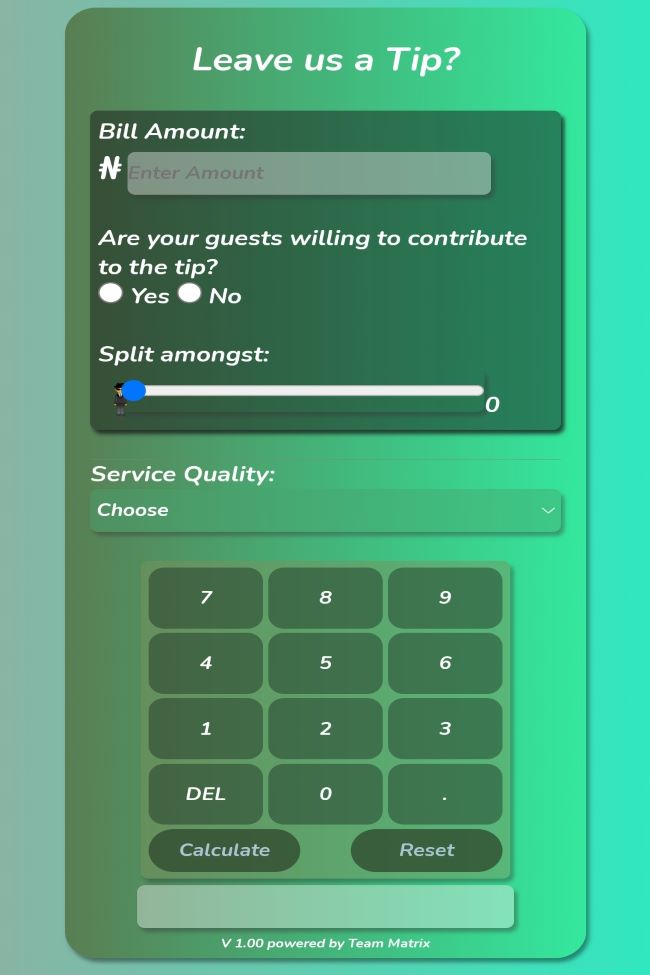 Leave us a Tip?
Bill Amount:
₦ Enter Amount
Are your guests willing to contribute
to the tip?
Yes No
Split amongst:
0
Service Quality:
Choose
7 8 9
4 5 6
1 2 3
DEL 0 .
Calculate Reset
V 1.00 powered by Team Matrix